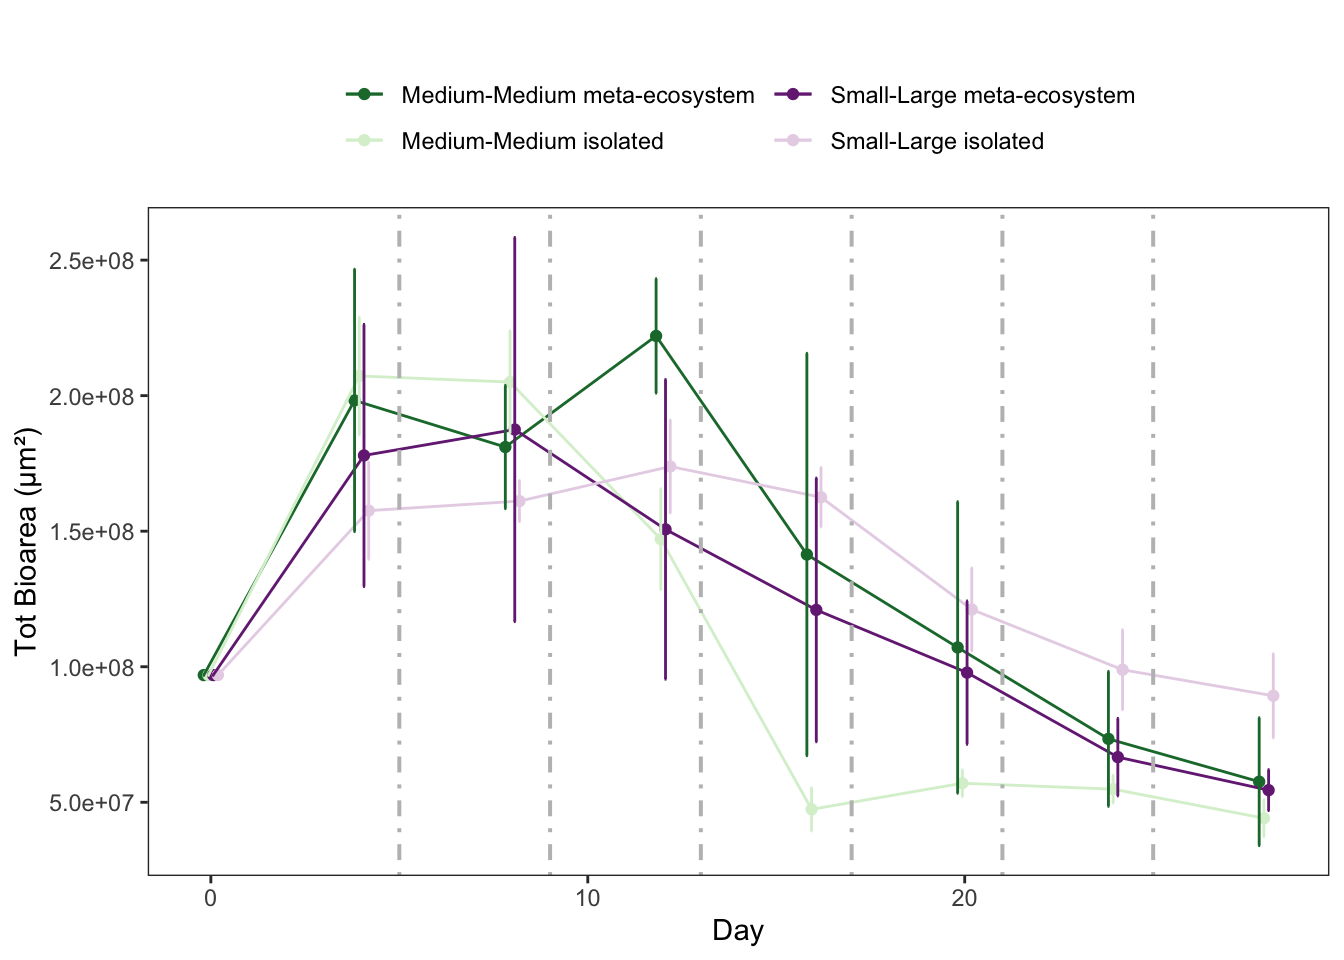 Medium-Medium meta-ecosystem Small-Large meta-ecosystem
Medium-Medium isolated Small-Large isolated
Tot Bioarea (μm²)
2.5e+08
2.0e+08
1.5e+08
1.0e+08
5.0e+07
0 10 20
Day